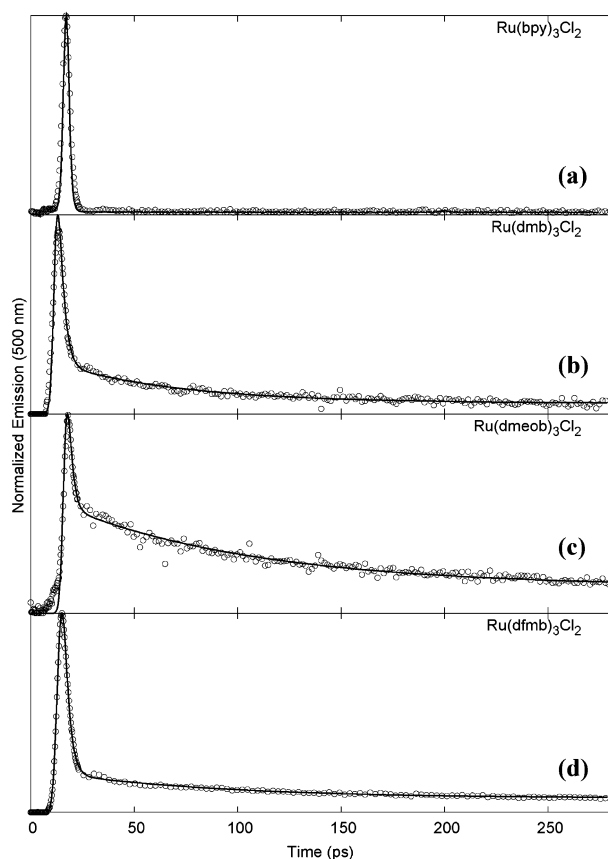 Ru(bpy)₃Cl₂
(a)
Ru(dmb)₃Cl₂
(b)
Normalized Emission (500 nm)
Ru(dmeob)₃Cl₂
(c)
Ru(dfmb)₃Cl₂
(d)
0 50 100 150 200 250
Time (ps)